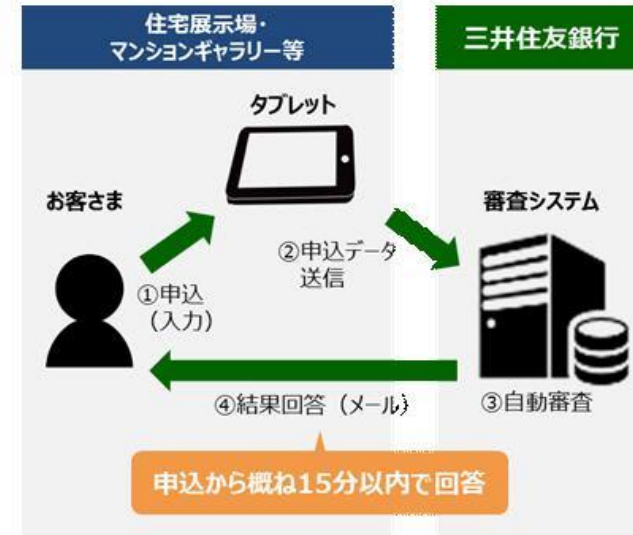 住宅展示場・
マンションギャラリー等
三井住友銀行
タブレット
お客さま
審査システム
①申込
（入力）
②申込データ
送信
③自動審査
④結果回答（メール）
申込から概ね15分以内で回答